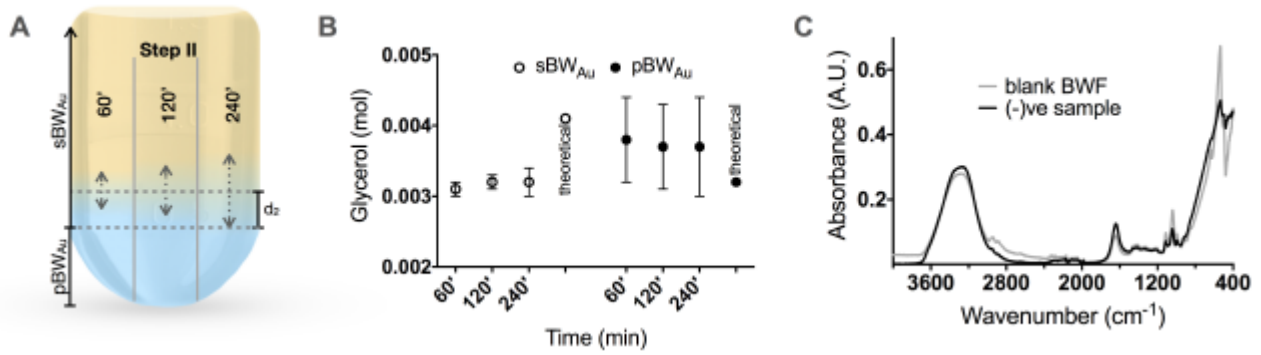 A
Step II
sBWAu
60'
120'
240'
d2
pBWAu
B
sBWAu
pBWAu
Glycerol (mol)
0.005
0.004
0.003
0.002
theoretical
theoretical
60'
120'
240'
60'
120'
240'
Time (min)
C
Absorbance (A.U.)
0.6
0.4
0.2
blank BWF
(-)ve sample
3600
2800
2000
1200
400
Wavenumber (cm-1)